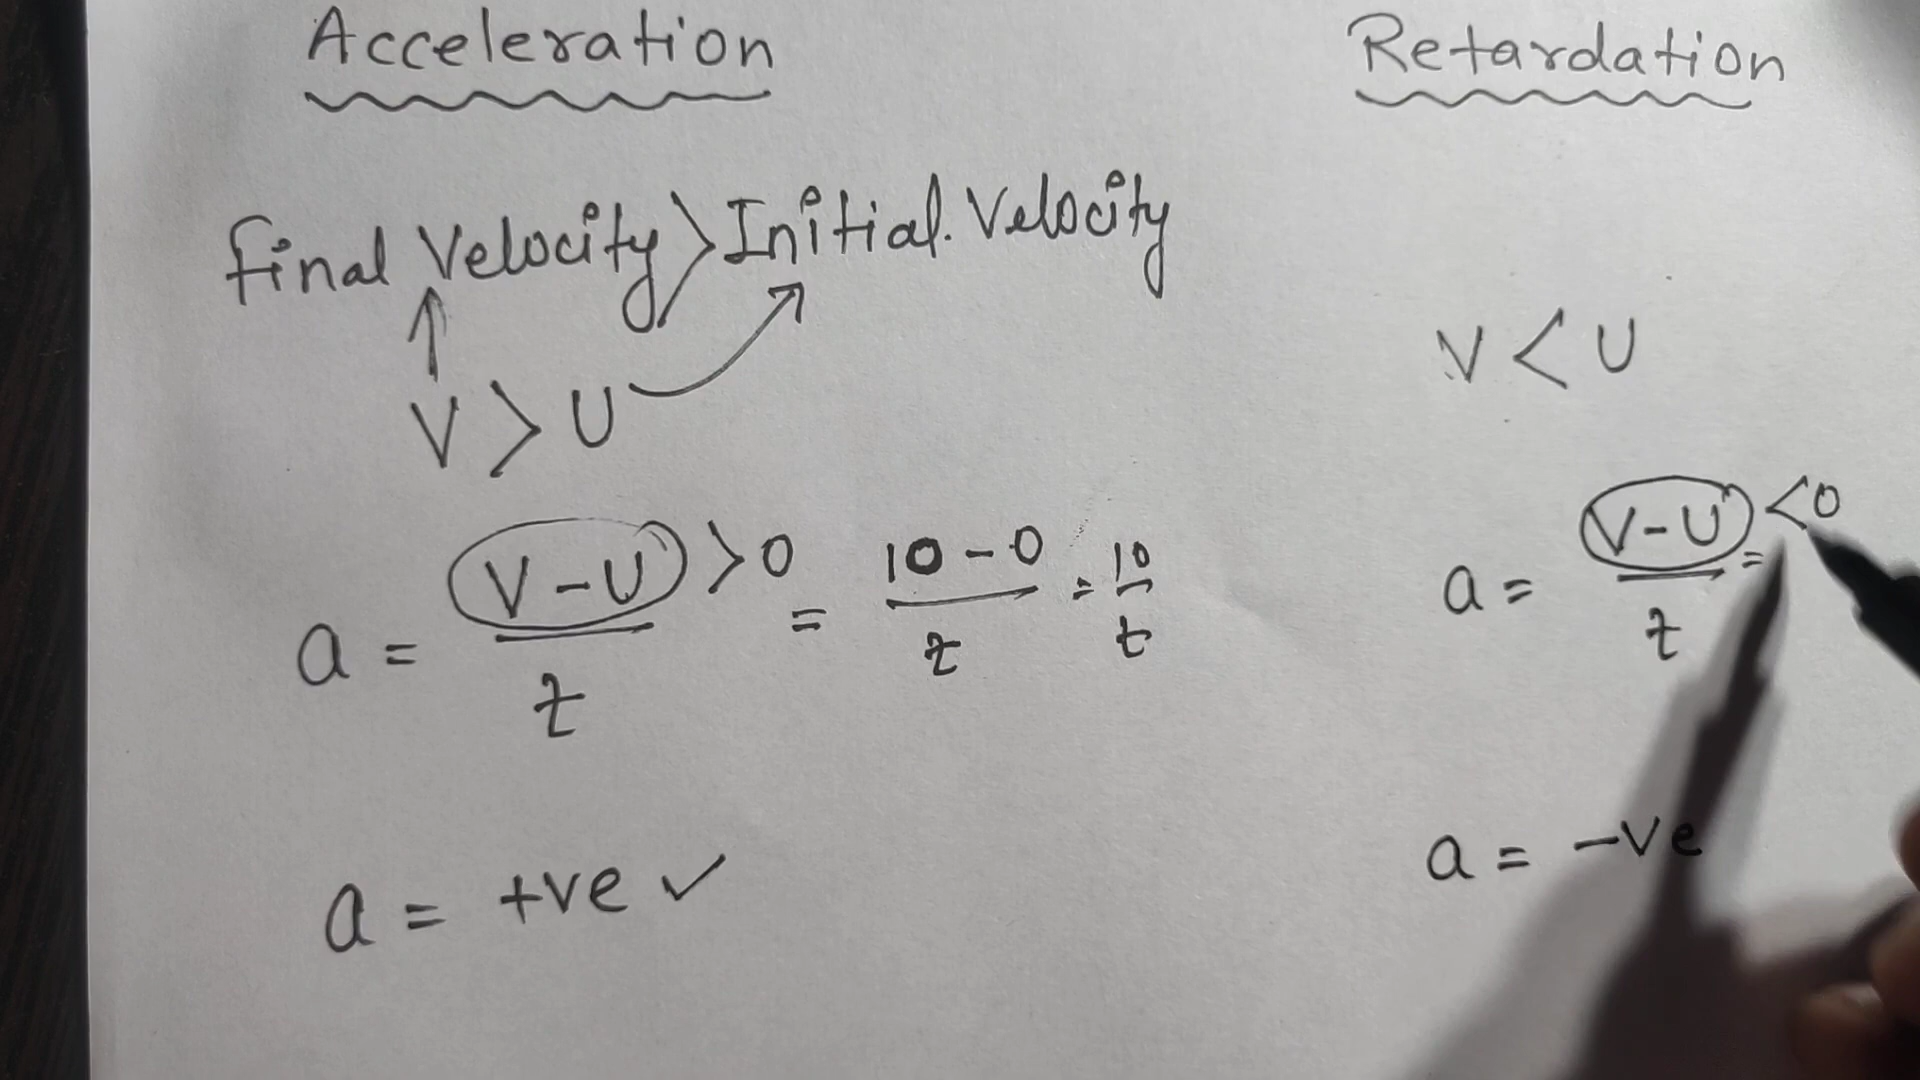 Acceleration
Retardation
final Velocity > Initial. Velocity
V > U
V < U
a = V-U > 0 / t = 10-0 / t = 10 / t
a = V-U < 0 / t =
a = +ve ✓
a = -ve